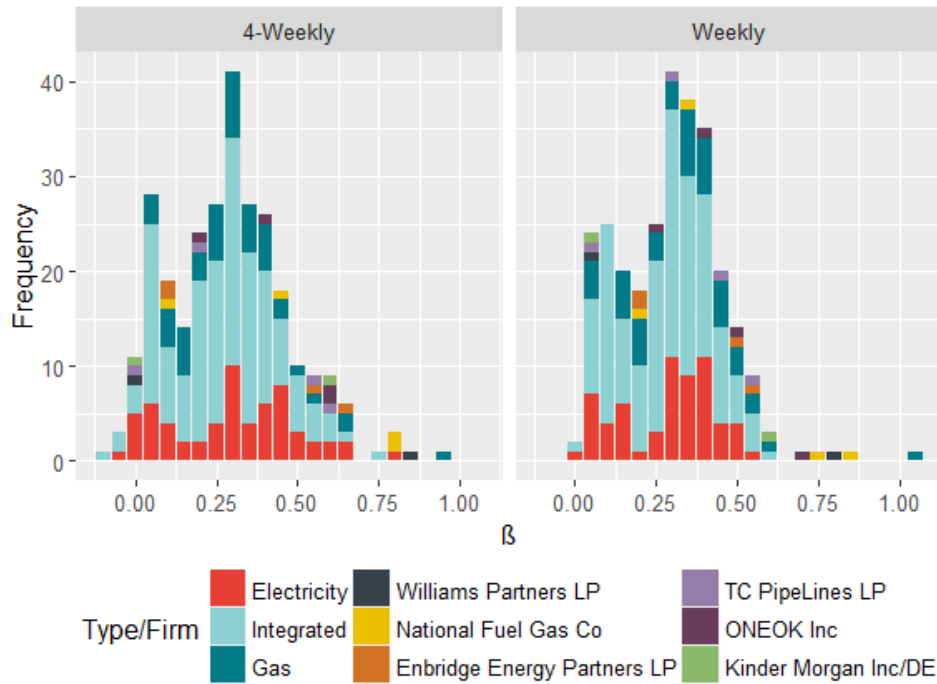 4-Weekly Weekly
Frequency
40
30
20
10
0
0.00 0.25 0.50 0.75 1.00 0.00 0.25 0.50 0.75 1.00
ß
Type/Firm
Electricity Williams Partners LP TC PipeLines LP
Integrated National Fuel Gas Co ONEOK Inc
Gas Enbridge Energy Partners LP Kinder Morgan Inc/DE